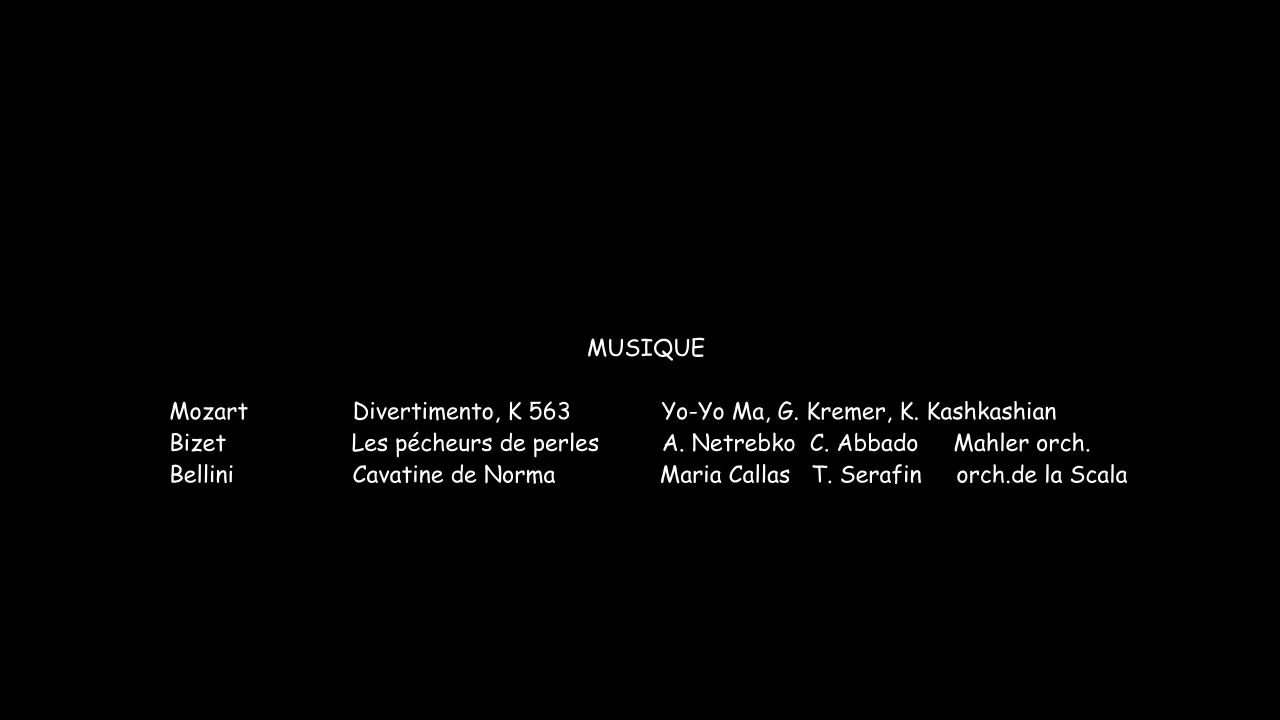 MUSIQUE
Mozart Divertimento, K 563 Yo-Yo Ma, G. Kremer, K. Kashkashian
Bizet Les pécheurs de perles A. Netrebko C. Abbado Mahler orch.
Bellini Cavatine de Norma Maria Callas T. Serafin orch.de la Scala